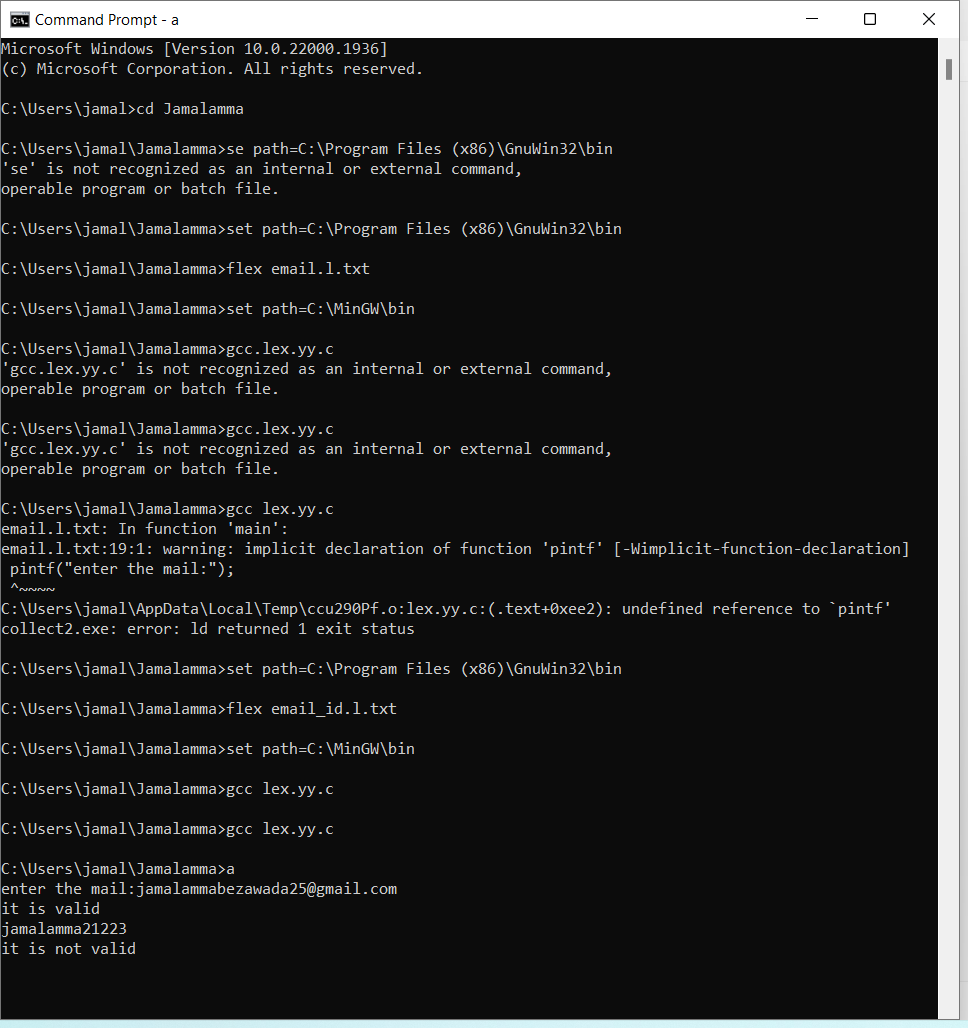 Command Prompt - a
Microsoft Windows [Version 10.0.22000.1936]
(c) Microsoft Corporation. All rights reserved.
C:\Users\jamal>cd Jamalamma
C:\Users\jamal\Jamalamma>se path=C:\Program Files (x86)\GnuWin32\bin
'se' is not recognized as an internal or external command,
operable program or batch file.
C:\Users\jamal\Jamalamma>set path=C:\Program Files (x86)\GnuWin32\bin
C:\Users\jamal\Jamalamma>flex email.l.txt
C:\Users\jamal\Jamalamma>set path=C:\MinGW\bin
C:\Users\jamal\Jamalamma>gcc.lex.yy.c
'gcc.lex.yy.c' is not recognized as an internal or external command,
operable program or batch file.
C:\Users\jamal\Jamalamma>gcc.lex.yy.c
'gcc.lex.yy.c' is not recognized as an internal or external command,
operable program or batch file.
C:\Users\jamal\Jamalamma>gcc lex.yy.c
email.l.txt: In function 'main':
email.l.txt:19:1: warning: implicit declaration of function 'pintf' [-Wimplicit-function-declaration]
 pintf("enter the mail:");
 ^~~~~
C:\Users\jamal\AppData\Local\Temp\ccu290Pf.o:lex.yy.c:(.text+0xee2): undefined reference to `pintf'
collect2.exe: error: ld returned 1 exit status
C:\Users\jamal\Jamalamma>set path=C:\Program Files (x86)\GnuWin32\bin
C:\Users\jamal\Jamalamma>flex email_id.l.txt
C:\Users\jamal\Jamalamma>set path=C:\MinGW\bin
C:\Users\jamal\Jamalamma>gcc lex.yy.c
C:\Users\jamal\Jamalamma>gcc lex.yy.c
C:\Users\jamal\Jamalamma>a
enter the mail:jamalammabezawada25@gmail.com
it is valid
jamalamma21223
it is not valid